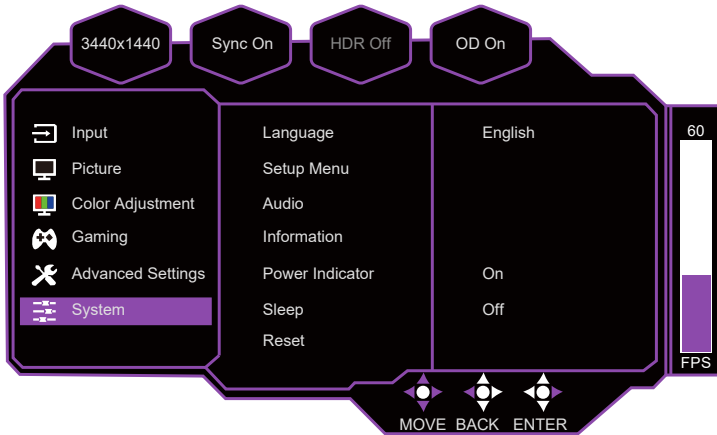 3440x1440 Sync On HDR Off OD On
Input Language English 60
Picture Setup Menu
Color Adjustment Audio
Gaming Information
Advanced Settings Power Indicator On
System Sleep Off
Reset
FPS
MOVE BACK ENTER